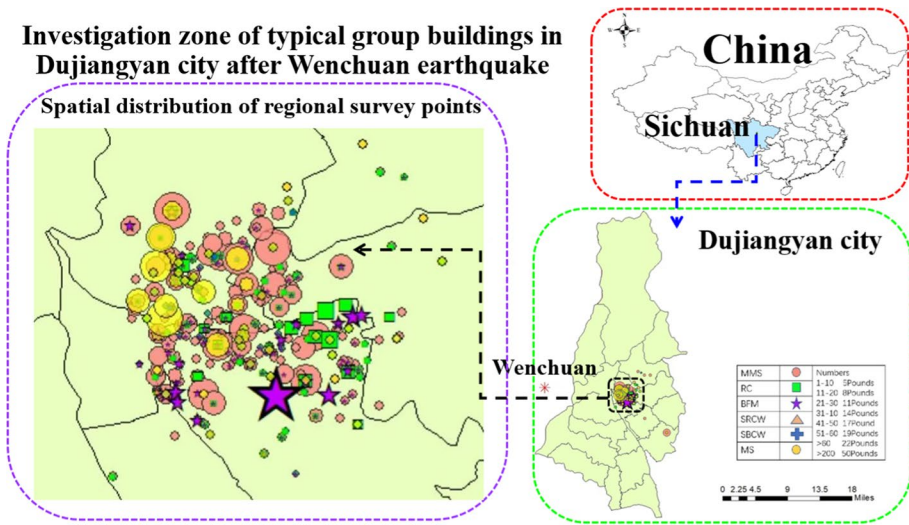 Investigation zone of typical group buildings in
Dujiangyan city after Wenchuan earthquake
Spatial distribution of regional survey points
China
Sichuan
Dujiangyan city
Wenchuan
MMS
RC
BFM
SRCW
SBCW
MS
Numbers
1-10 5Pounds
11-20 8Pounds
21-30 11Pounds
31-10 14Pounds
41-50 17Pound
51-60 19Pounds
>60 22Pounds
>200 50Pounds
0 2.25 4.5 9 13.5 18
Miles